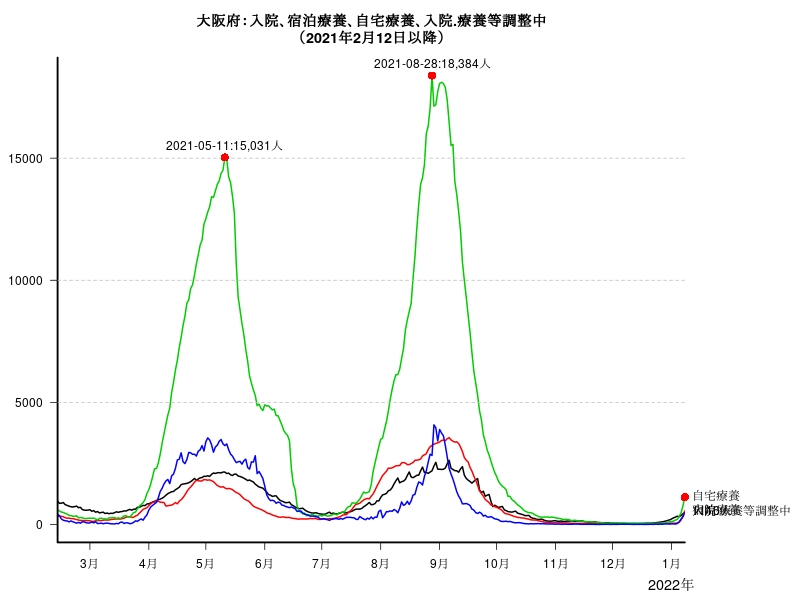 大阪府：入院、宿泊療養、自宅療養、入院.療養等調整中
（2021年2月12日以降）
2021-08-28:18,384人
2021-05-11:15,031人
15000
10000
5000
0
自宅療養
療養等調整中
3月
4月
5月
6月
7月
8月
9月
10月
11月
12月
1月
2022年